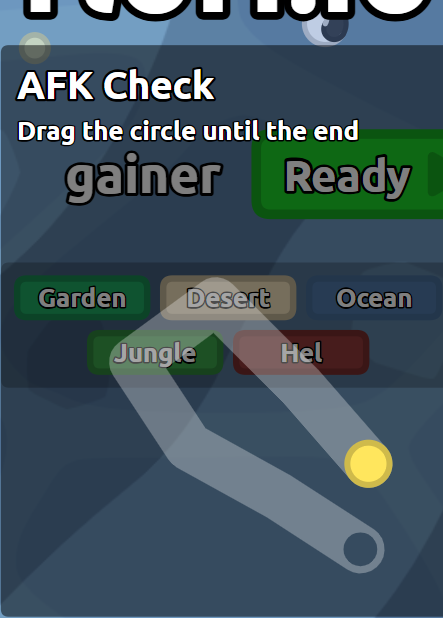 AFK Check
Drag the circle until the end
gainer Ready
Garden Desert Ocean
Jungle Hel